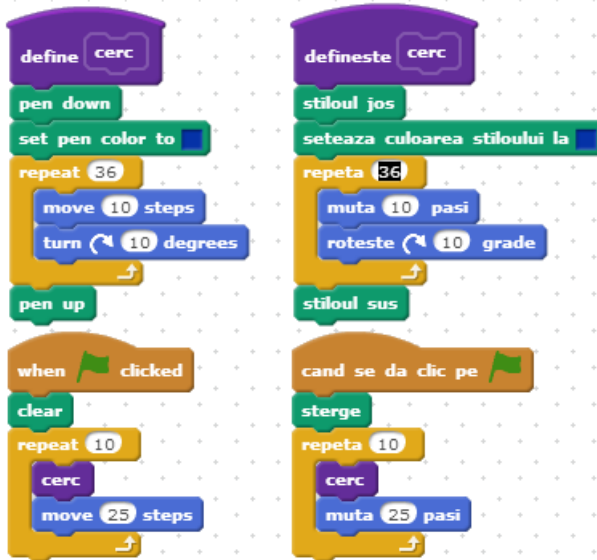 define cerc
pen down
set pen color to
repeat 36
move 10 steps
turn 10 degrees
pen up
when clicked
clear
repeat 10
cerc
move 25 steps
defineste cerc
stiloul jos
seteaza culoarea stiloului la
repeta 36
muta 10 pasi
roteste 10 grade
stiloul sus
cand se da clic pe
sterge
repeta 10
cerc
muta 25 pasi